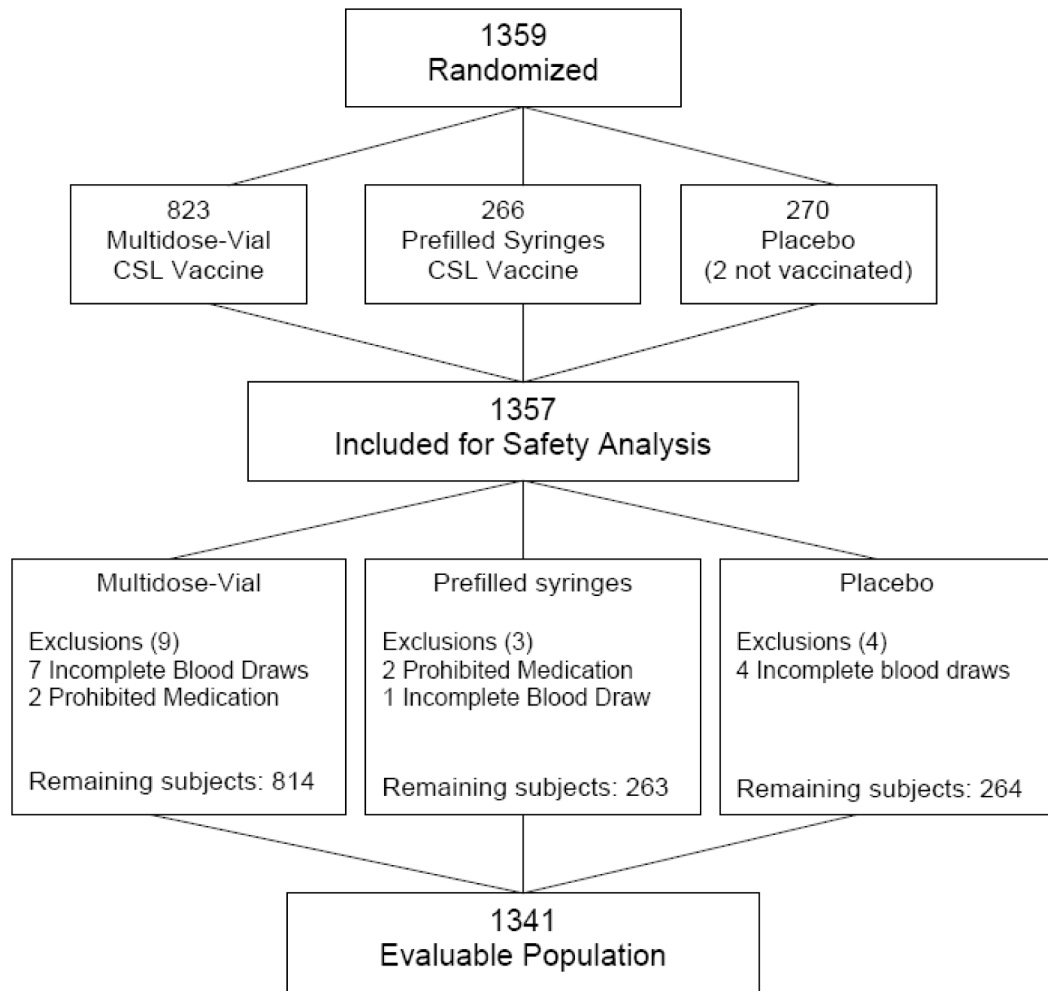 1359
Randomized
823
Multidose-Vial
CSL Vaccine
266
Prefilled Syringes
CSL Vaccine
270
Placebo
(2 not vaccinated)
1357
Included for Safety Analysis
Multidose-Vial
Exclusions (9)
7 Incomplete Blood Draws
2 Prohibited Medication
Remaining subjects: 814
Prefilled syringes
Exclusions (3)
2 Prohibited Medication
1 Incomplete Blood Draw
Remaining subjects: 263
Placebo
Exclusions (4)
4 Incomplete blood draws
Remaining subjects: 264
1341
Evaluable Population